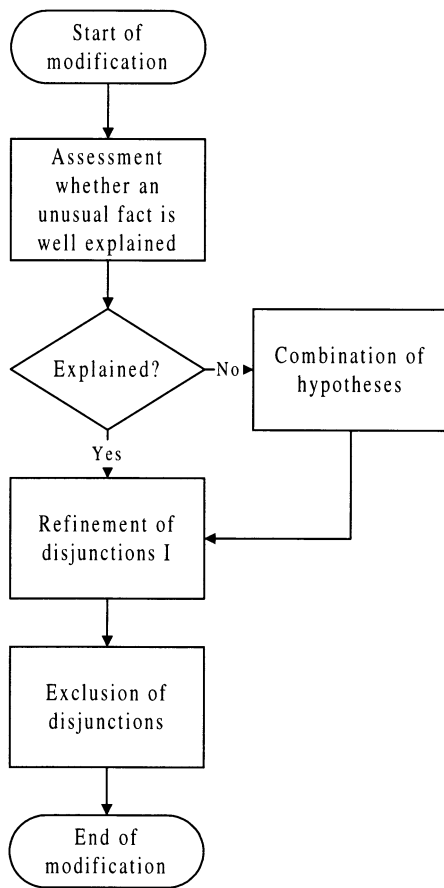 Start of
modification
Assessment
whether an
unusual fact is
well explained
Explained?
No
Combination of
hypotheses
Yes
Refinement of
disjunctions I
Exclusion of
disjunctions
End of
modification